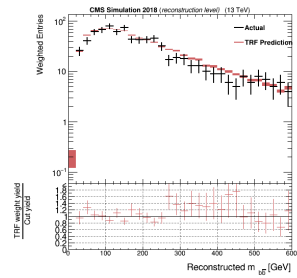 CMS Simulation 2018 (reconstruction level) (13 TeV)
Weighted Entries
10²
10
1
10⁻¹
Actual
TRF Prediction
TRF weight yield
Cut yield
1.8
1.6
1.4
1.2
1.0
0.8
0.6
0.4
0.2
0 100 200 300 400 500 600
Reconstructed m bb̅ [GeV]